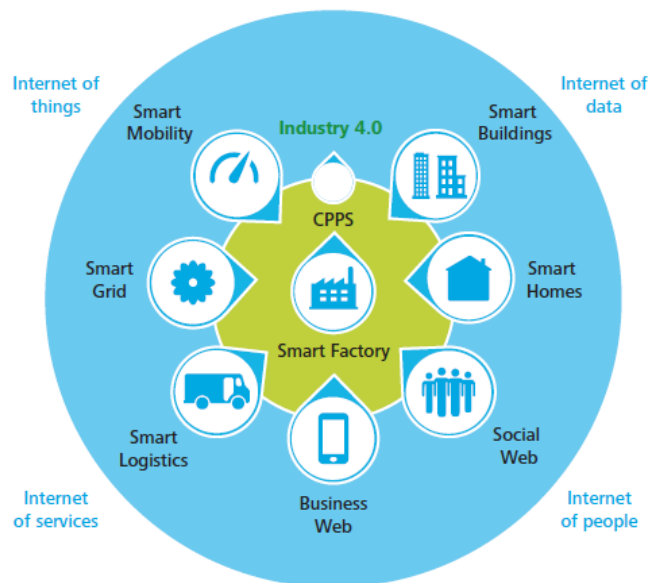 Internet of
things
Internet of
data
Smart
Mobility
Industry 4.0
Smart
Buildings
CPPS
Smart
Grid
Smart
Homes
Smart Factory
Smart
Logistics
Social
Web
Business
Web
Internet
of services
Internet
of people